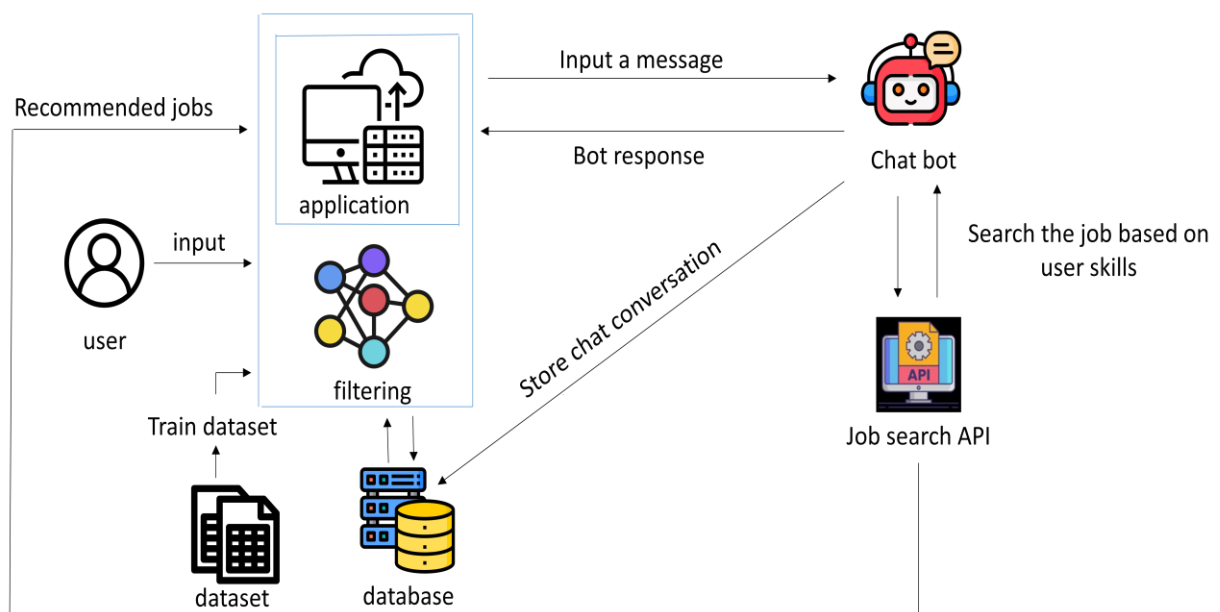 Input a message
Recommended jobs
Bot response
Chat bot
application
input
Search the job based on
user skills
user
Store chat conversation
filtering
API
Train dataset
Job search API
dataset
database